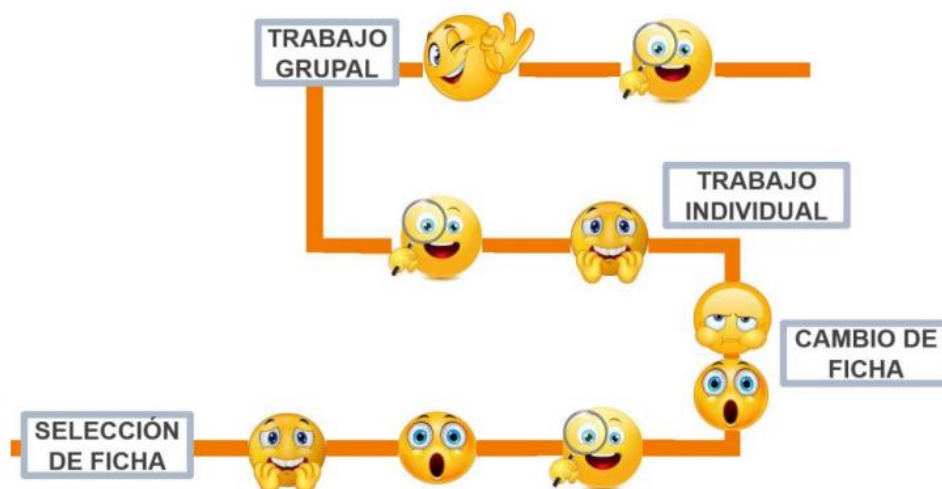 TRABAJO
GRUPAL
TRABAJO
INDIVIDUAL
CAMBIO DE
FICHA
SELECCIÓN
DE FICHA